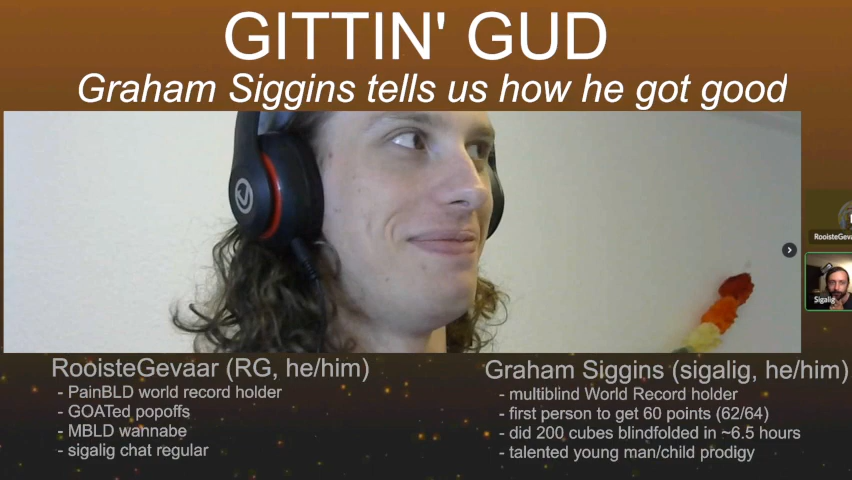 GITTIN' GUD
Graham Siggins tells us how he got good
RooisteGeva
Sigalig
RooisteGevaar (RG, he/him)
- PainBLD world record holder
- GOATed popoffs
- MBLD wannabe
- sigalig chat regular
Graham Siggins (sigalig, he/him)
- multiblind World Record holder
- first person to get 60 points (62/64)
- did 200 cubes blindfolded in ~6.5 hours
- talented young man/child prodigy